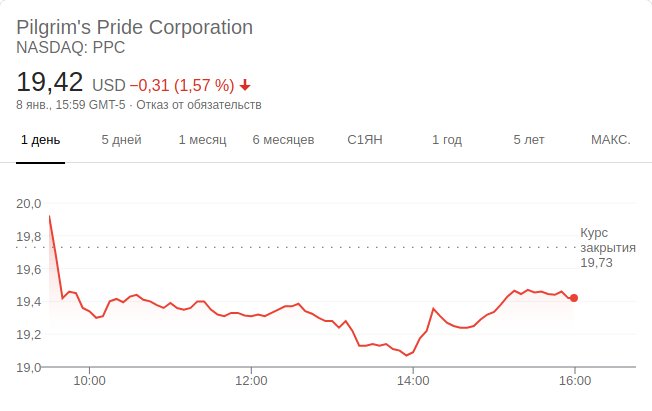 Pilgrim's Pride Corporation
NASDAQ: PPC
19,42 USD −0,31 (1,57 %)
8 янв., 15:59 GMT-5 · Отказ от обязательств
1 день 5 дней 1 месяц 6 месяцев С1ЯН 1 год 5 лет МАКС.
20,0
19,8
19,6
19,4
19,2
19,0
Курс
закрытия
19,73
10:00 12:00 14:00 16:00